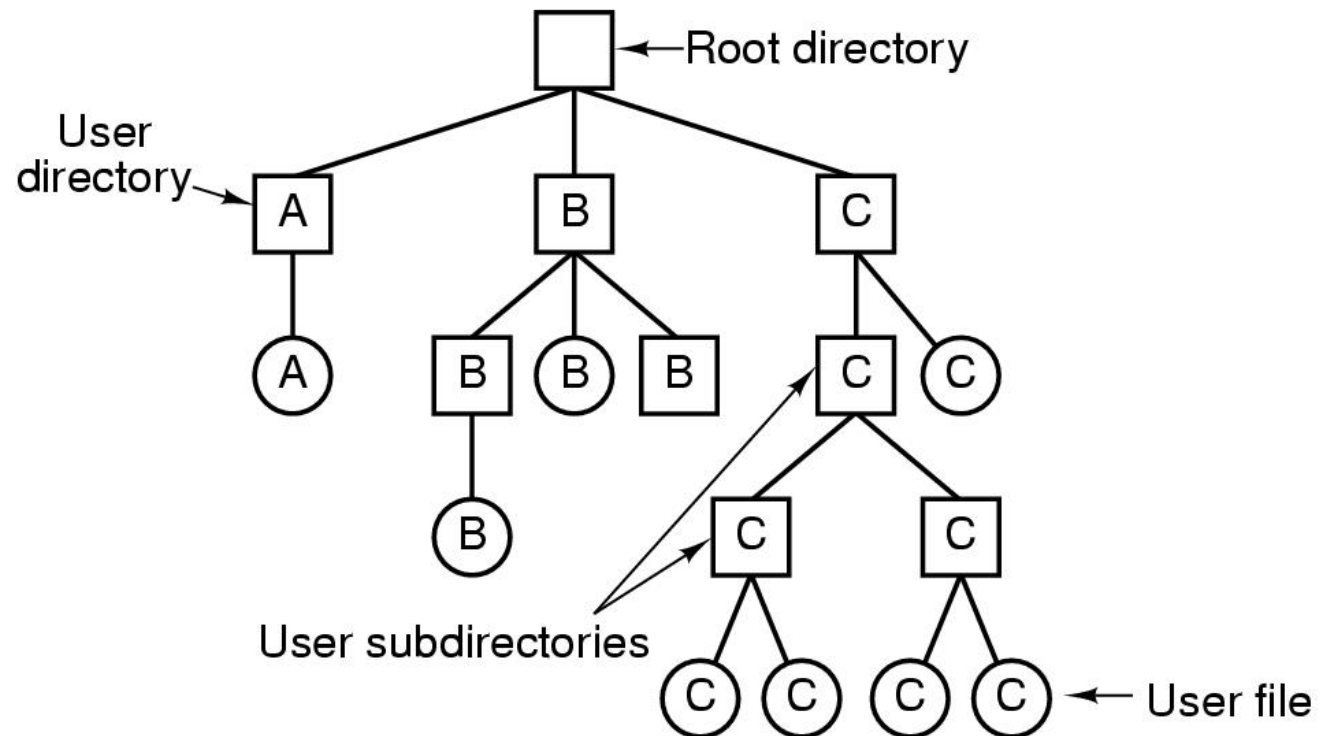 Root directory
User
directory
A
B
C
A
B
B
B
C
C
B
C
C
User subdirectories
C
C
C
C
User file